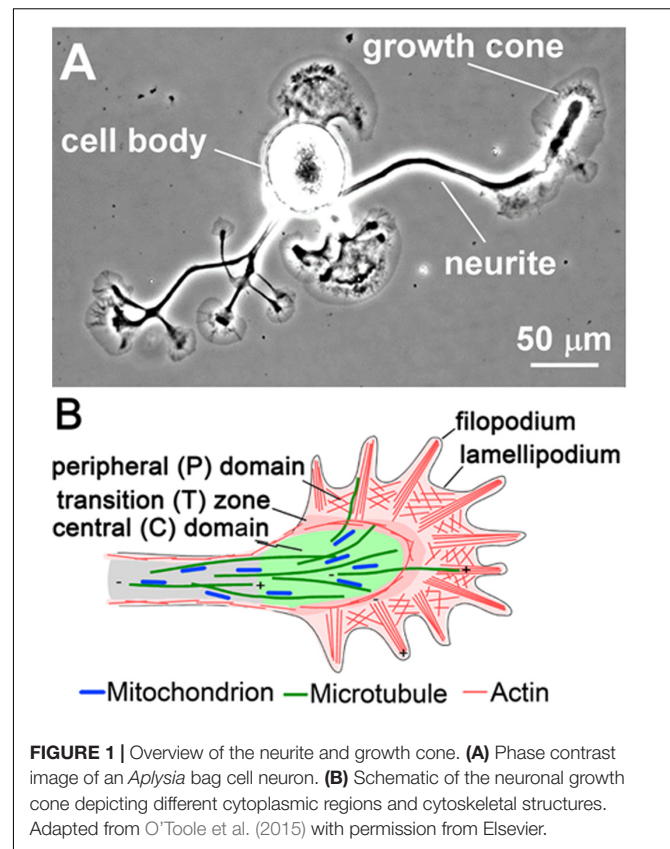 A
growth cone
cell body
neurite
50 μm
B
filopodium
lamellipodium
peripheral (P) domain
transition (T) zone
central (C) domain
-
+
-
+
-
+
Mitochondrion
Microtubule
Actin
FIGURE 1 | Overview of the neurite and growth cone. (A) Phase contrast
image of an Aplysia bag cell neuron. (B) Schematic of the neuronal growth
cone depicting different cytoplasmic regions and cytoskeletal structures.
Adapted from O'Toole et al. (2015) with permission from Elsevier.